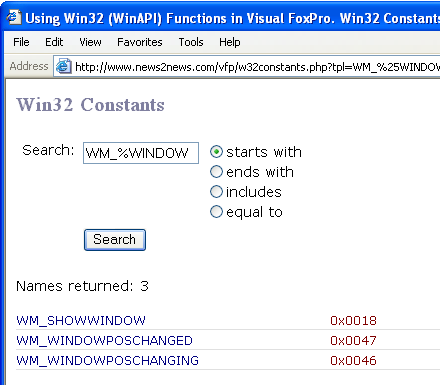 Using Win32 (WinAPI) Functions in Visual FoxPro. Win32 Constants
File Edit View Favorites Tools Help
Address http://www.news2news.com/vfp/w32constants.php?tpl=WM_%25WINDOW
Win32 Constants
Search: WM_%WINDOW starts with
ends with
includes
equal to
Search
Names returned: 3
WM_SHOWWINDOW 0x0018
WM_WINDOWPOSCHANGED 0x0047
WM_WINDOWPOSCHANGING 0x0046